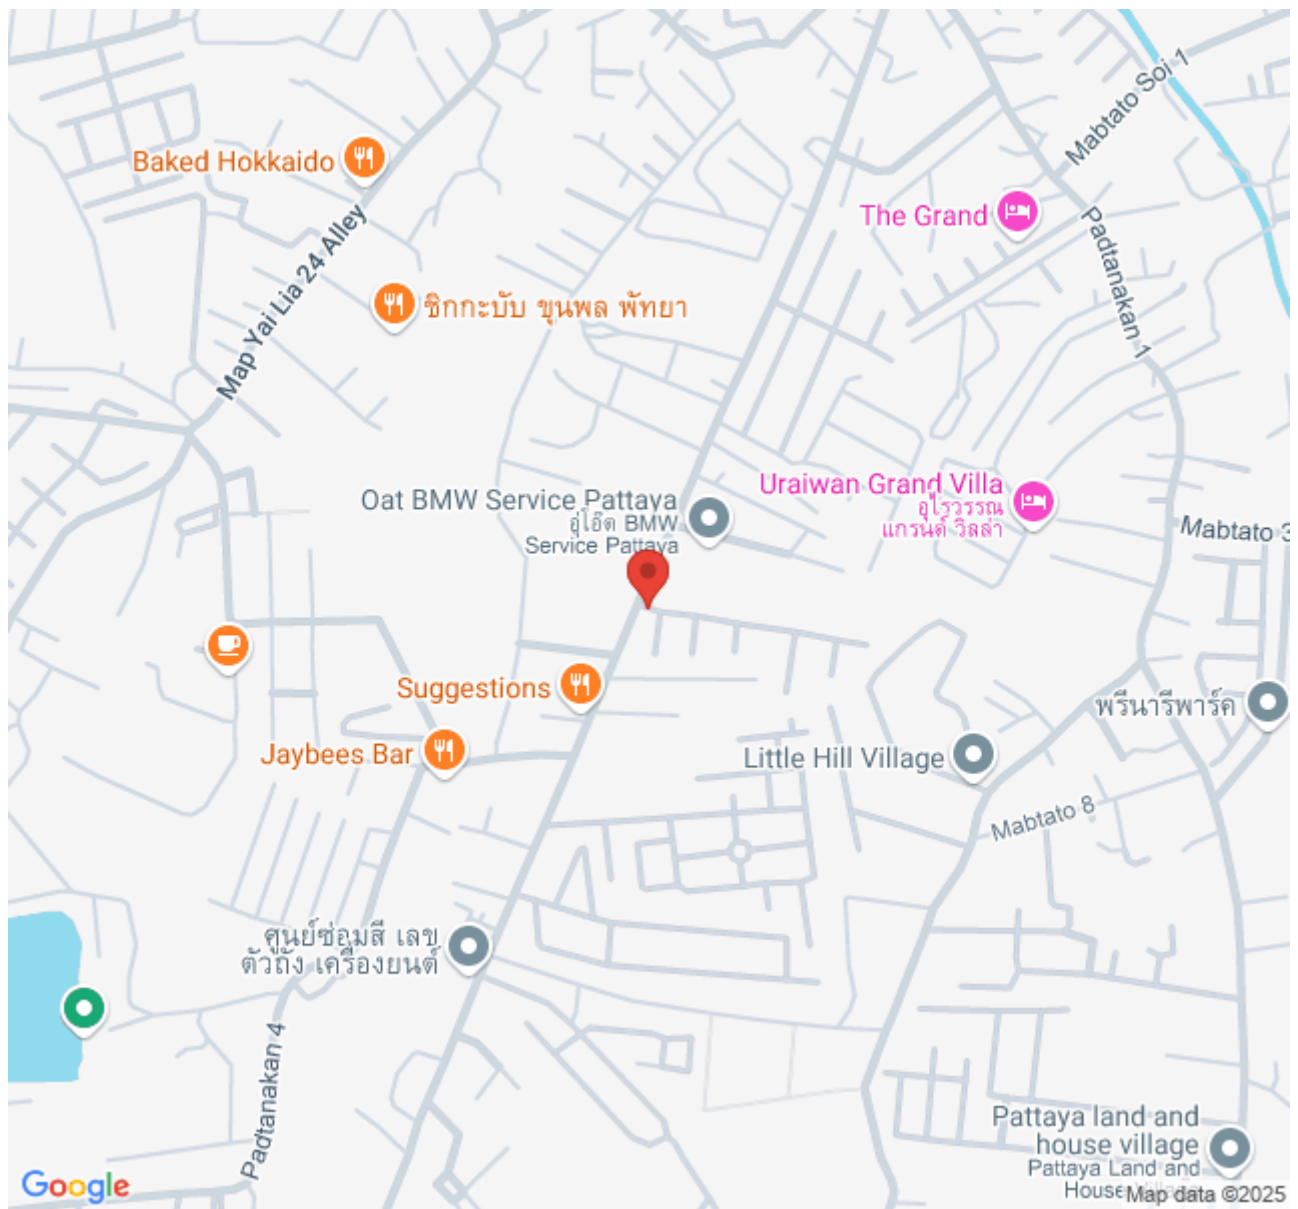 Mabtato Soi 1
Baked Hokkaido
The Grand
Map Yai Lia 24 Alley
Padtanakan 1
ชิกกะบับ ขุนพล พัทยา
Uraiwan Grand Villa
อุไรวรรณ
แกรนด์ วิลล่า
Oat BMW Service Pattaya
อู่โอ๊ต BMW
Service Pattaya
Mabtato 3
Suggestions
พรีนารีพาร์ค
Jaybees Bar
Little Hill Village
Mabtato 8
ศูนย์ซ่อมสี เลข
ตัวถัง เครื่องยนต์
Padtanakan 4
Pattaya land and
house village
Pattaya Land and
House
Google
Map data ©2025